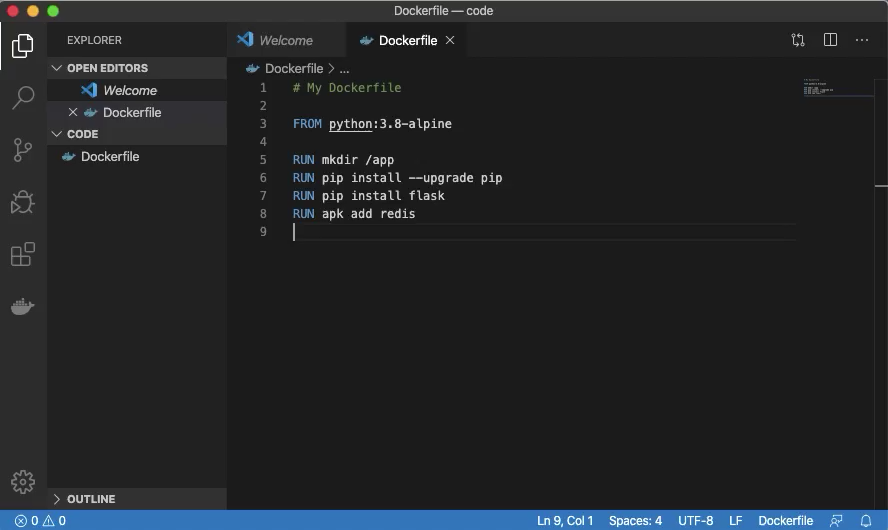 Dockerfile — code
EXPLORER
OPEN EDITORS
Welcome
Dockerfile
CODE
Dockerfile
OUTLINE
Welcome
Dockerfile
Dockerfile > ...
1 # My Dockerfile
2
3 FROM python:3.8-alpine
4
5 RUN mkdir /app
6 RUN pip install --upgrade pip
7 RUN pip install flask
8 RUN apk add redis
9
0 0
Ln 9, Col 1 Spaces: 4 UTF-8 LF Dockerfile